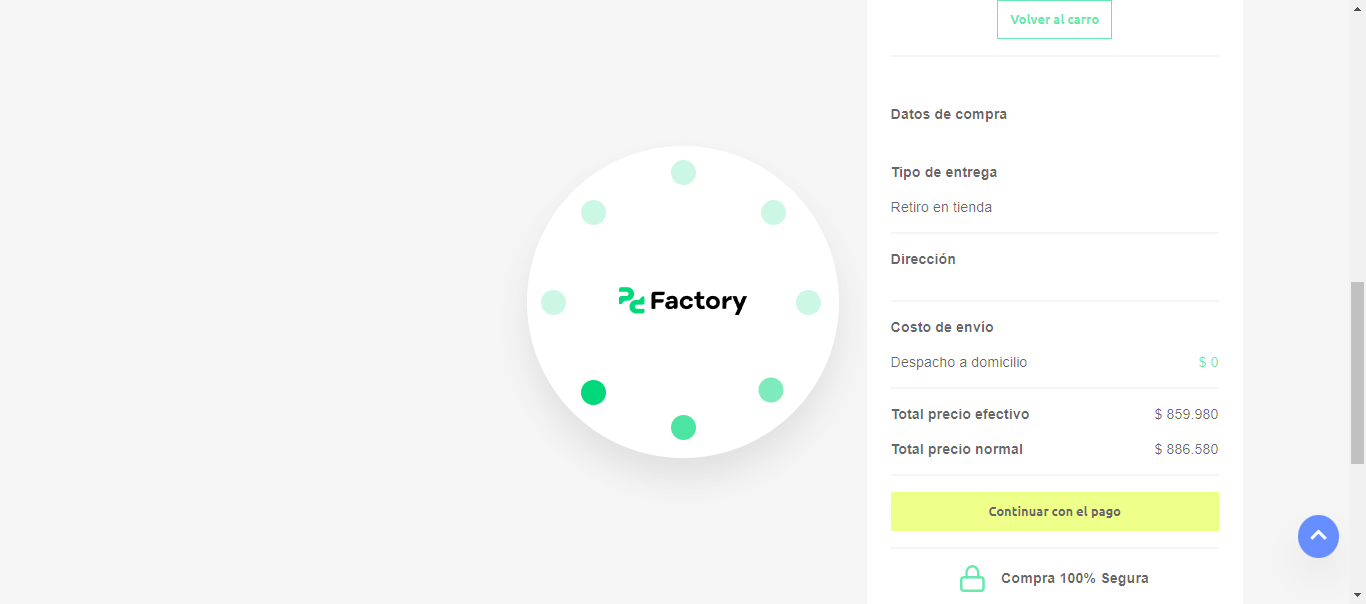 Volver al carro
Datos de compra
Tipo de entrega
Retiro en tienda
Dirección
Factory
Costo de envío
Despacho a domicilio $ 0
Total precio efectivo $ 859.980
Total precio normal $ 886.580
Continuar con el pago
Compra 100% Segura